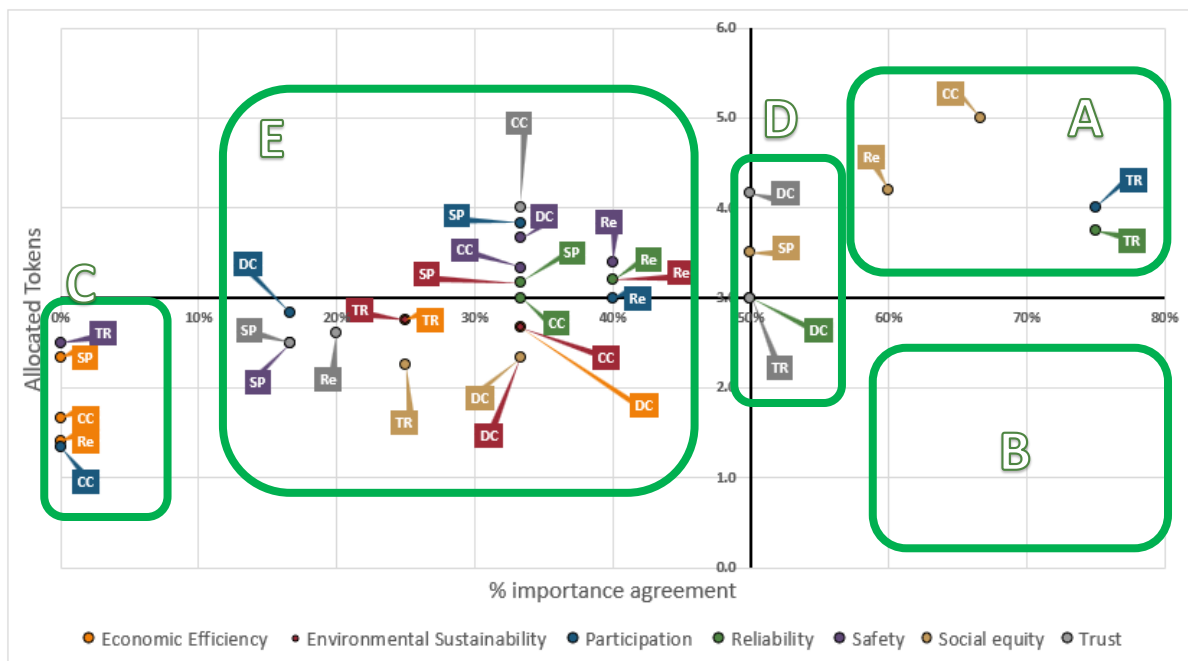 6.0
CC
5.0
A
D
CC
E
Re
TR
DC
SP
DC
Re
4.0
TR
DC
CC
SP
Re
SP
SP
Re
C
TR
Re
3.0
0%
10%
20%
30%
40%
50%
60%
70%
80%
TR
SP
SP
TR
CC
DC
SP
Re
CC
TR
2.0
DC
DC
CC
TR
DC
B
Re
CC
1.0
0.0
Allocated Tokens
% importance agreement
Economic Efficiency
Environmental Sustainability
Participation
Reliability
Safety
Social equity
Trust